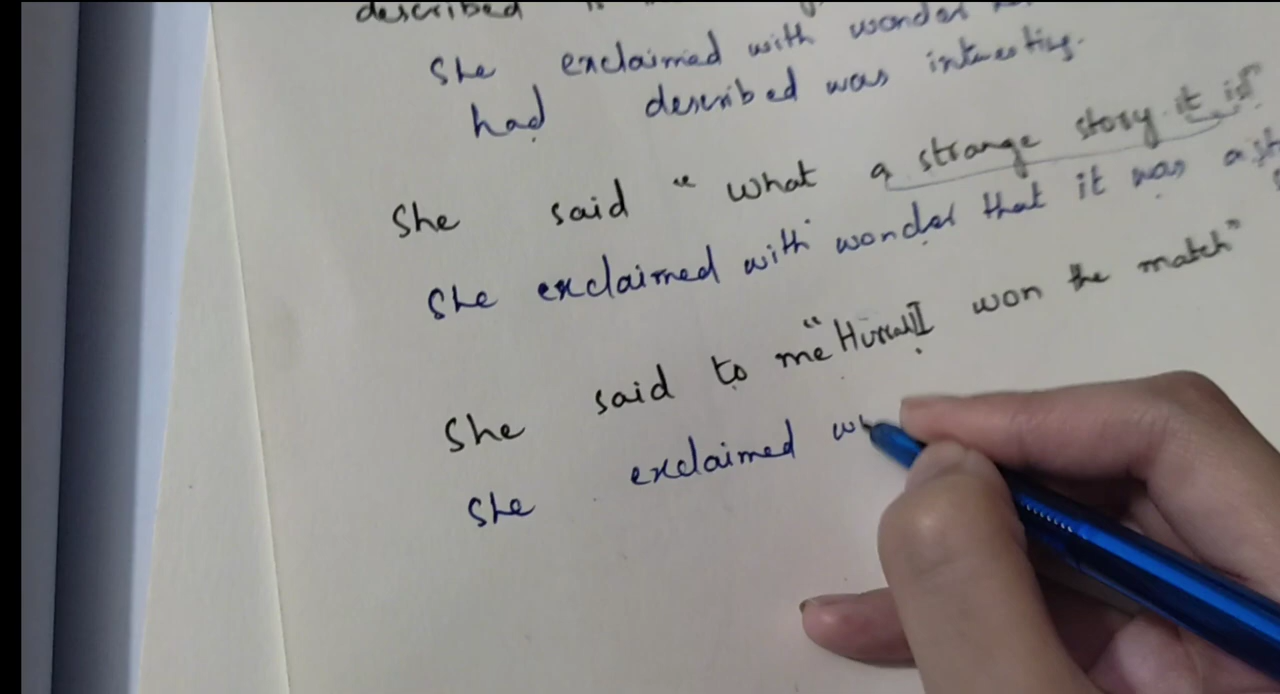 described
She exclaimed with wonder
had described was interesting.
She said "what a strange story it is
She exclaimed with wonder that it was a
She said to me "Hurrah I won the match"
She exclaimed